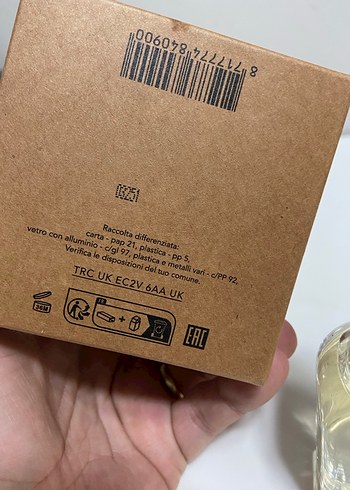 8 717774 840900
Raccolta differenziata:
carta - pap 21, plastica - pp 5,
vetro con alluminio - c/gl 97, plastica e metalli vari - c/PP 92,
Verifica le disposizioni del tuo comune.
TRC UK EC2V 6AA UK
36M
EAC